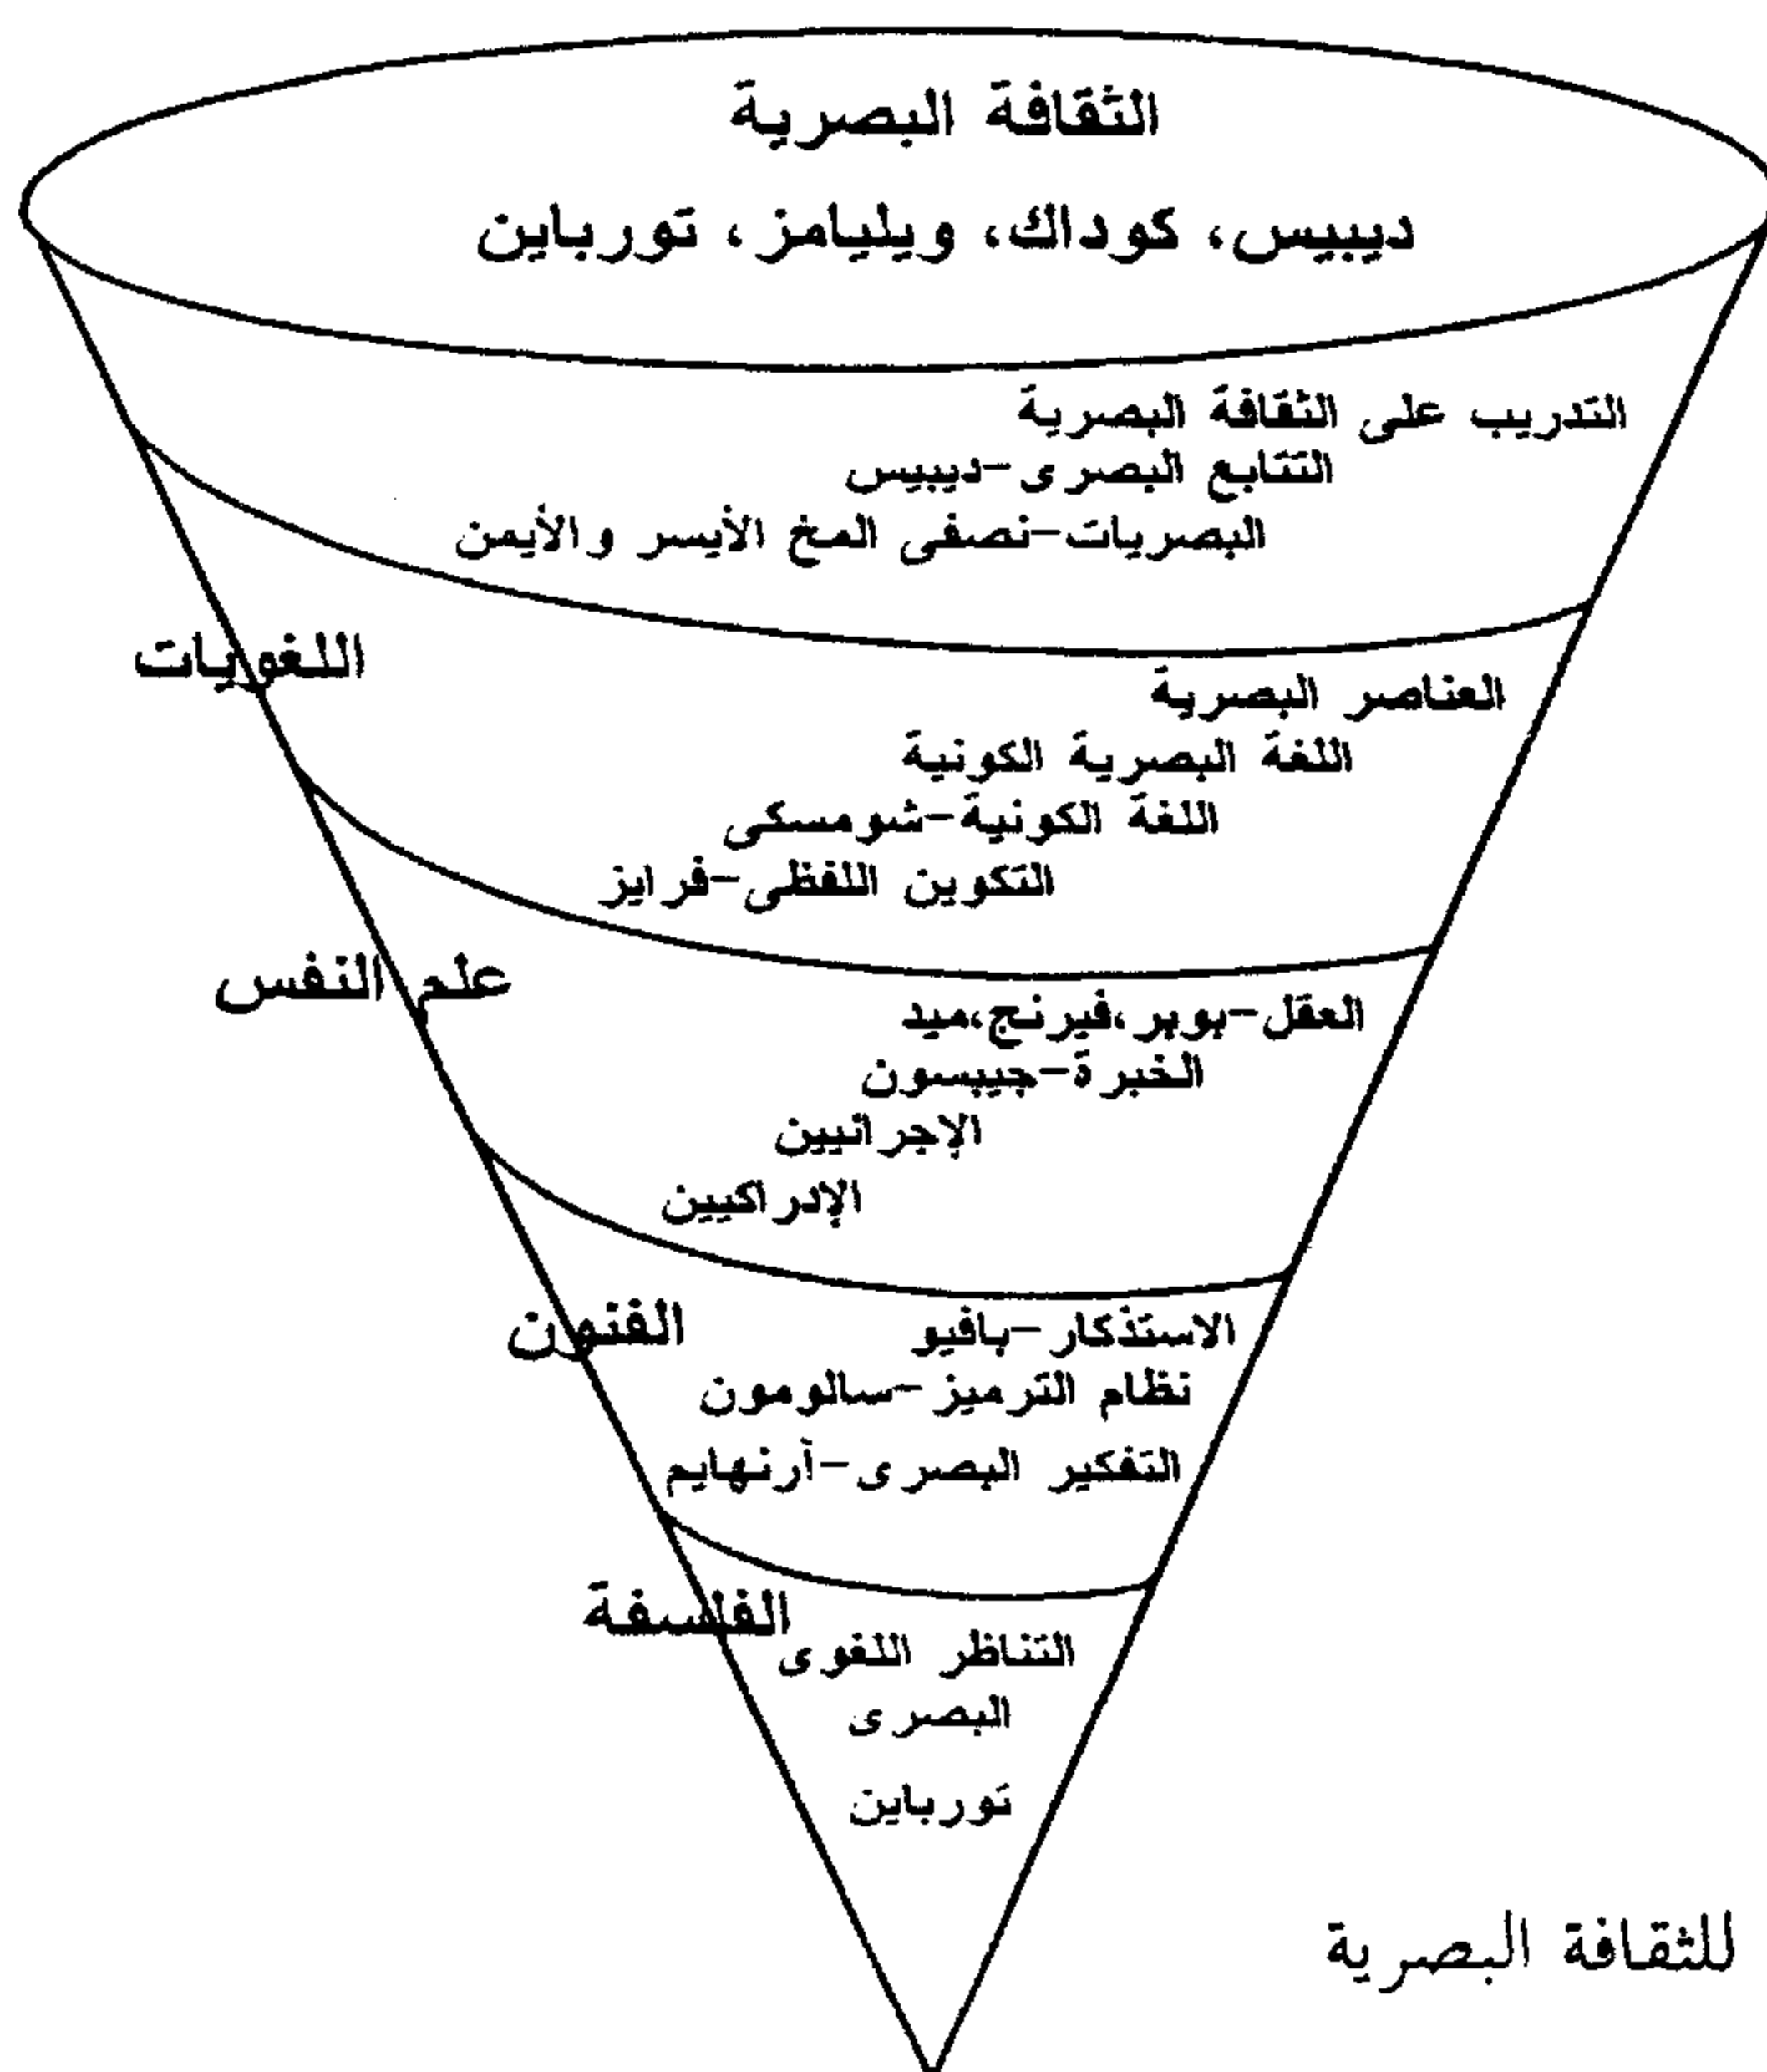 الثقافة البصرية
ديبيس، كوداك، ويليامز، تورباين
التدريب على الثقافة البصرية
التتابع البصرى-ديبيس
البصريات-نصفى المخ الأيسر والأيمن
اللغويات
العناصر البصرية
اللغة البصرية الكونية
اللغة الكونية-شومسكى
التكوين اللفظى-فرايز
علم النفس
العقل-بوبر،فيرنج،ميد
الخبرة-جيبسون
الإجرائيين
الإدراكيين
الفنون
الاستذكار-بافيو
نظام الترميز-سالومون
التفكير البصرى-آرنهايم
الفلسفة
التناظر اللغوى
البصرى
تورباين
للثقافة البصرية